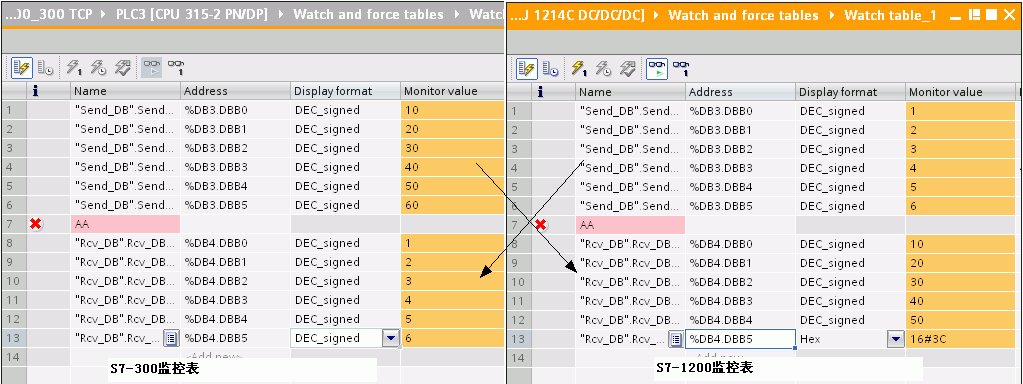 ...00_300 TCP ▸ PLC3 [CPU 315-2 PN/DP] ▸ Watch and force tables ▸ Watch
i Name Address Display format Monitor value
1 "Send_DB".Send... %DB3.DBB0 DEC_signed 10
2 "Send_DB".Send... %DB3.DBB1 DEC_signed 20
3 "Send_DB".Send... %DB3.DBB2 DEC_signed 30
4 "Send_DB".Send... %DB3.DBB3 DEC_signed 40
5 "Send_DB".Send... %DB3.DBB4 DEC_signed 50
6 "Send_DB".Send... %DB3.DBB5 DEC_signed 60
7 AA
8 "Rcv_DB".Rcv_DB... %DB4.DBB0 DEC_signed 1
9 "Rcv_DB".Rcv_DB... %DB4.DBB1 DEC_signed 2
10 "Rcv_DB".Rcv_DB... %DB4.DBB2 DEC_signed 3
11 "Rcv_DB".Rcv_DB... %DB4.DBB3 DEC_signed 4
12 "Rcv_DB".Rcv_DB... %DB4.DBB4 DEC_signed 5
13 "Rcv_DB".Rcv_... %DB4.DBB5 DEC_signed 6
14 <Add new>
S7-300监控表
...U 1214C DC/DC/DC] ▸ Watch and force tables ▸ Watch table_1
i Name Address Display format Monitor value
1 "Send_DB".Send... %DB3.DBB0 DEC_signed 1
2 "Send_DB".Send... %DB3.DBB1 DEC_signed 2
3 "Send_DB".Send... %DB3.DBB2 DEC_signed 3
4 "Send_DB".Send... %DB3.DBB3 DEC_signed 4
5 "Send_DB".Send... %DB3.DBB4 DEC_signed 5
6 "Send_DB".Send... %DB3.DBB5 DEC_signed 6
7 AA
8 "Rcv_DB".Rcv_DB... %DB4.DBB0 DEC_signed 10
9 "Rcv_DB".Rcv_DB... %DB4.DBB1 DEC_signed 20
10 "Rcv_DB".Rcv_DB... %DB4.DBB2 DEC_signed 30
11 "Rcv_DB".Rcv_DB... %DB4.DBB3 DEC_signed 40
12 "Rcv_DB".Rcv_DB... %DB4.DBB4 DEC_signed 50
13 "Rcv_DB".Rcv_... %DB4.DBB5 Hex 16#3C
14
S7-1200监控表